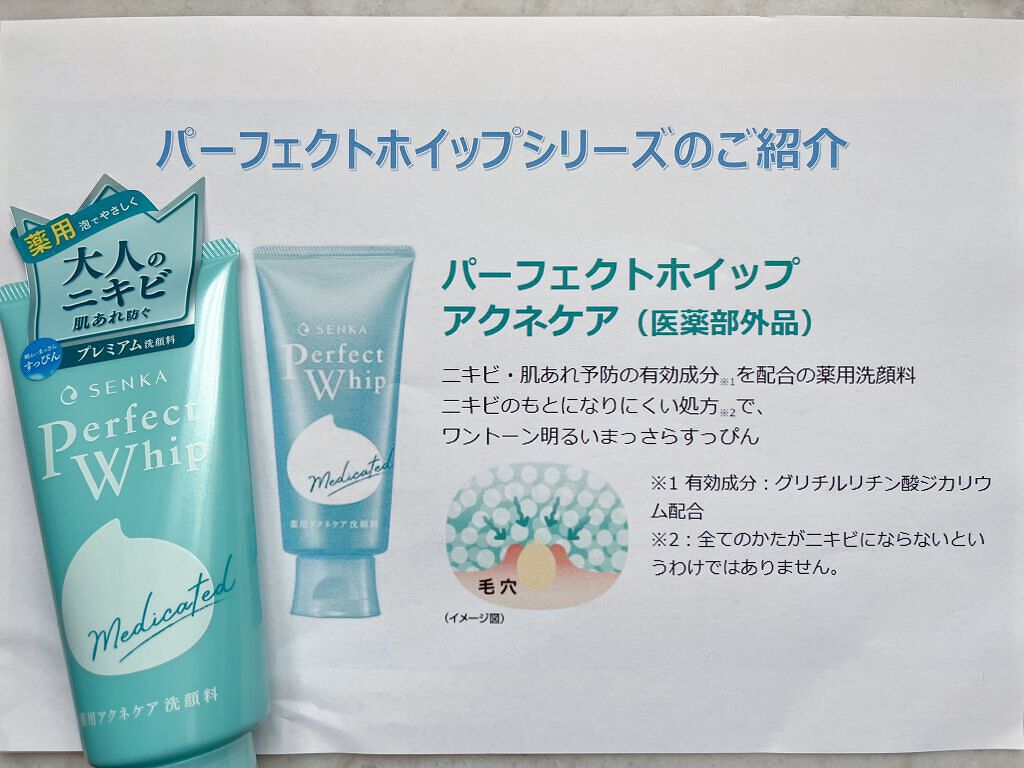 パーフェクトホイップシリーズのご紹介
薬用 泡でやさしく
大人の
ニキビ
肌あれ防ぐ
プレミアム洗顔料
明るいまっさら
すっぴん
SENKA
Perfect
Whip
Medicated
薬用アクネケア 洗顔料
SENKA
Perfect
Whip
Medicated
薬用アクネケア 洗顔料
パーフェクトホイップ
アクネケア（医薬部外品）
ニキビ・肌あれ予防の有効成分※1を配合の薬用洗顔料
ニキビのもとになりにくい処方※2で、
ワントーン明るいまっさらすっぴん
毛穴
（イメージ図）
※1 有効成分：グリチルリチン酸ジカリウ
ム配合
※2：全てのかたがニキビにならないとい
うわけではありません。